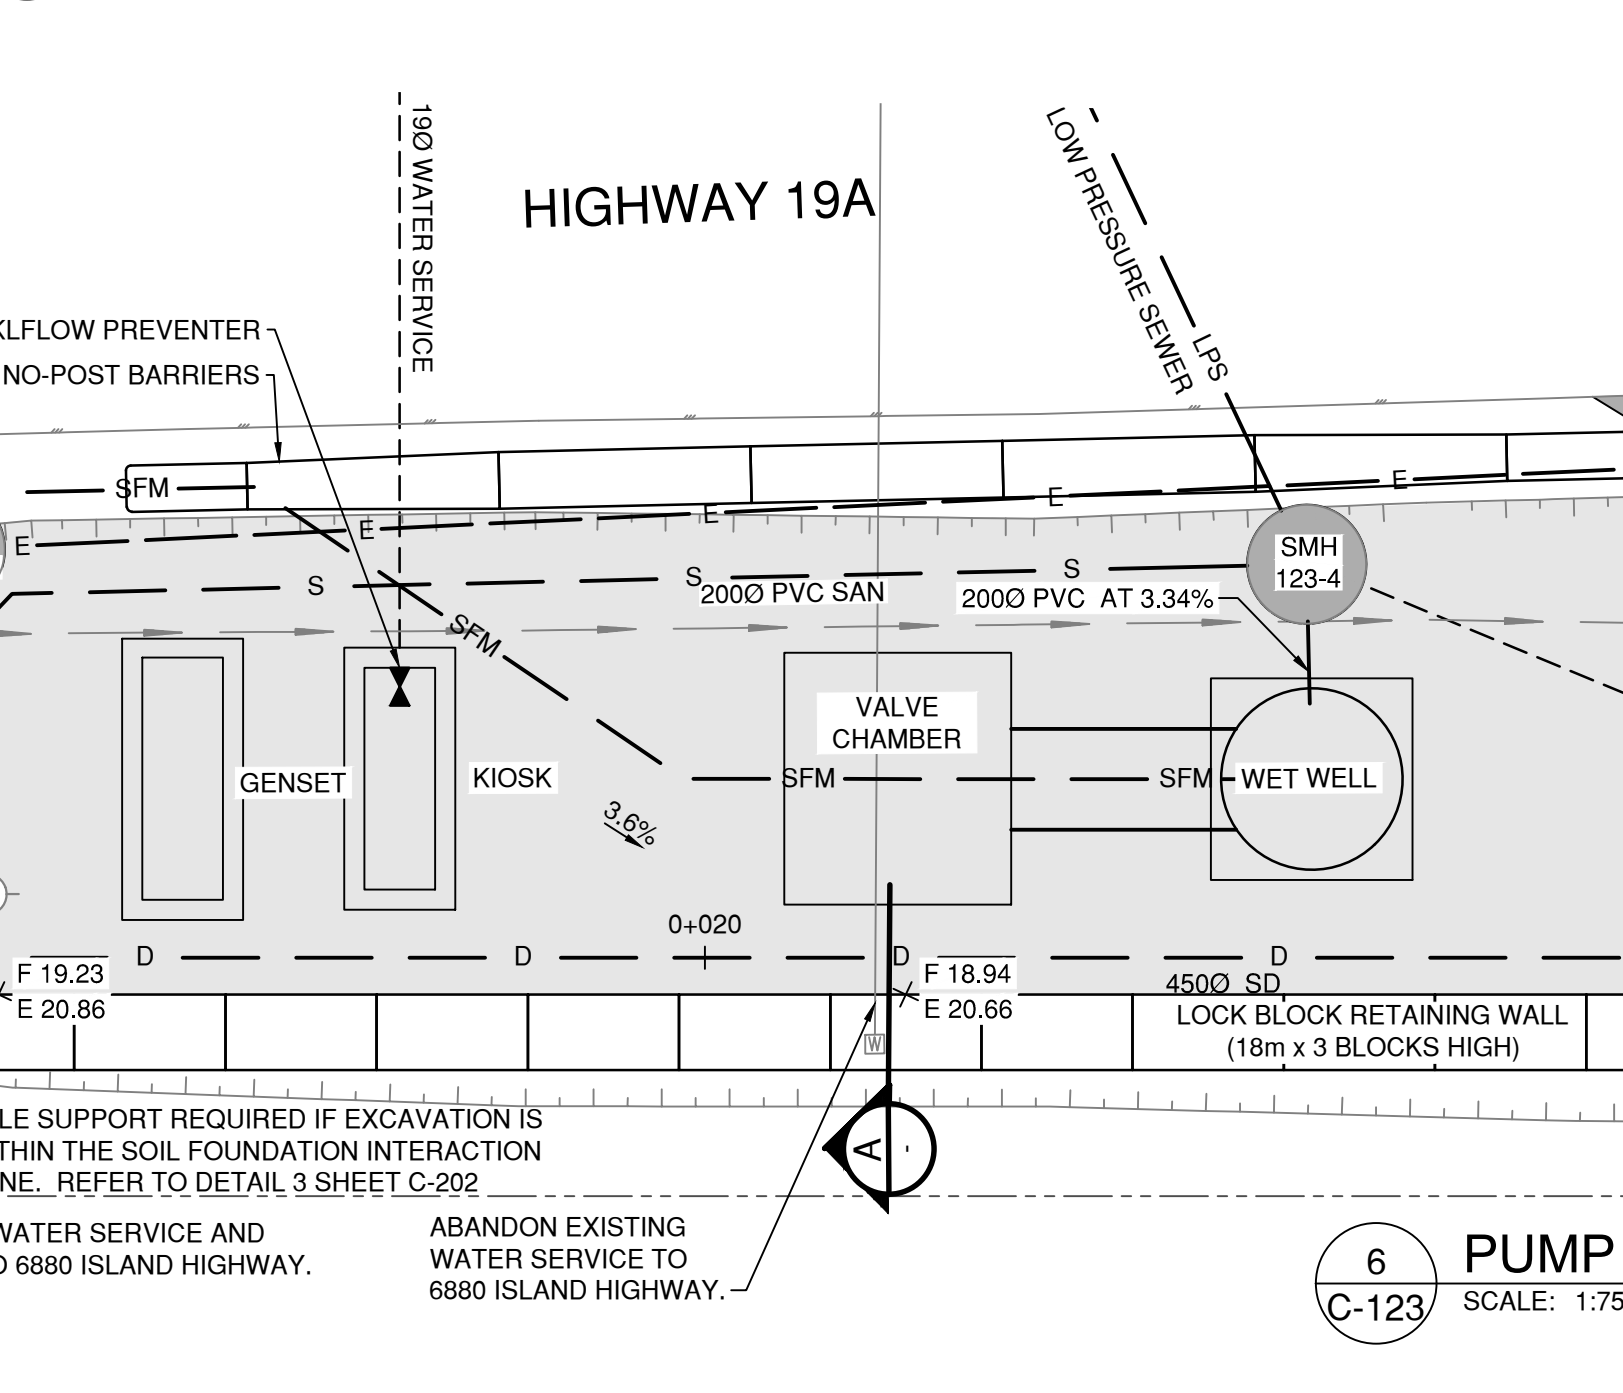 19Ø WATER SERVICE
HIGHWAY 19A
LOW PRESSURE SEWER
LPS
KLFLOW PREVENTER
NO-POST BARRIERS
SFM
E
E
E
E
E
S
S
S
200Ø PVC SAN
200Ø PVC AT 3.34%
SMH
123-4
SFM
VALVE
CHAMBER
GENSET
KIOSK
SFM
SFM
WET WELL
3.6%
0+020
D
D
D
D
F 19.23
E 20.86
F 18.94
E 20.66
450Ø SD
LOCK BLOCK RETAINING WALL
(18m x 3 BLOCKS HIGH)
W
LE SUPPORT REQUIRED IF EXCAVATION IS
THIN THE SOIL FOUNDATION INTERACTION
NE. REFER TO DETAIL 3 SHEET C-202
A
-
WATER SERVICE AND
O 6880 ISLAND HIGHWAY.
ABANDON EXISTING
WATER SERVICE TO
6880 ISLAND HIGHWAY.
6
C-123
PUMP
SCALE: 1:75